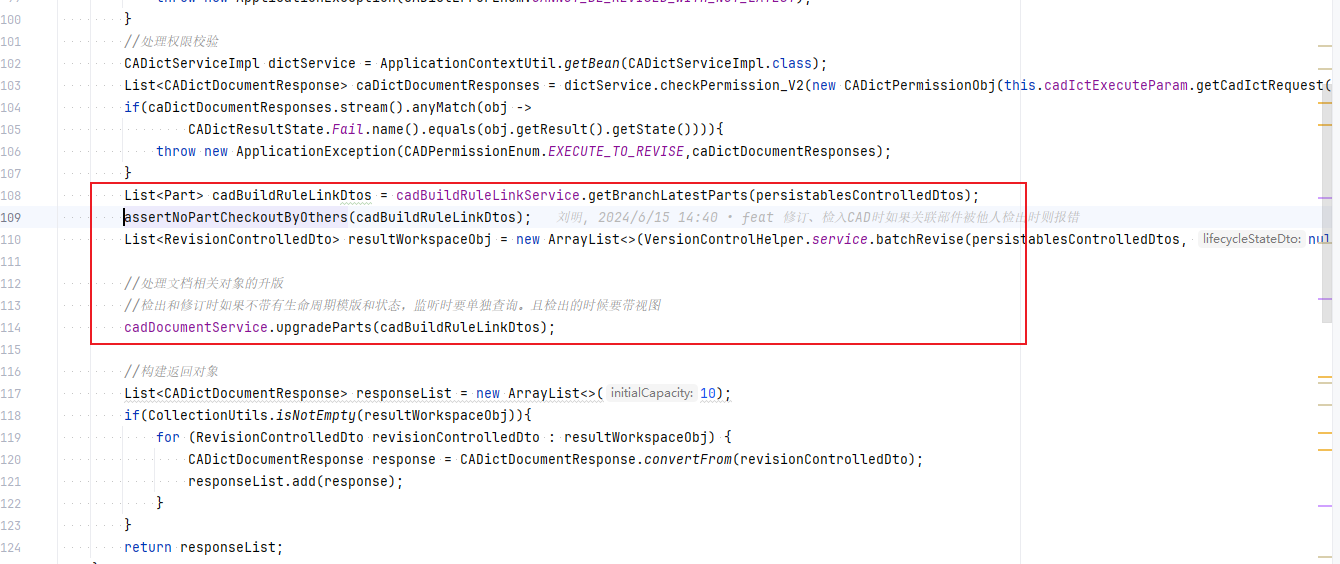 throw new ApplicationException(CADictErrorEnum.CANNOT_BE_REVISED_WITH_NOT_LATEST);
100 }
101 //处理权限校验
102 CADictServiceImpl dictService = ApplicationContextUtil.getBean(CADictServiceImpl.class);
103 List<CADictDocumentResponse> caDictDocumentResponses = dictService.checkPermission_V2(new CADictPermissionObj(this.cadIctExecuteParam.getCadIctRequest(
104 if(caDictDocumentResponses.stream().anyMatch(obj ->
105 CADictResultState.Fail.name().equals(obj.getResult().getState()))){
106 throw new ApplicationException(CADPermissionEnum.EXECUTE_TO_REVISE,caDictDocumentResponses);
107 }
108 List<Part> cadBuildRuleLinkDtos = cadBuildRuleLinkService.getBranchLatestParts(persistablesControlledDtos);
109 assertNoPartCheckoutByOthers(cadBuildRuleLinkDtos); 刘明, 2024/6/15 14:40 • feat 修订、检入CAD时如果关联部件被他人检出时则报错
110 List<RevisionControlledDto> resultWorkspaceObj = new ArrayList<>(VersionControlHelper.service.batchRevise(persistablesControlledDtos, lifecycleStateDto: nul
111
112 //处理文档相关对象的升版
113 //检出和修订时如果不带有生命周期模版和状态，监听时要单独查询。且检出的时候要带视图
114 cadDocumentService.upgradeParts(cadBuildRuleLinkDtos);
115
116 //构建返回对象
117 List<CADictDocumentResponse> responseList = new ArrayList<>( initialCapacity: 10);
118 if(CollectionUtils.isNotEmpty(resultWorkspaceObj)){
119 for (RevisionControlledDto revisionControlledDto : resultWorkspaceObj) {
120 CADictDocumentResponse response = CADictDocumentResponse.convertFrom(revisionControlledDto);
121 responseList.add(response);
122 }
123 }
124 return responseList;